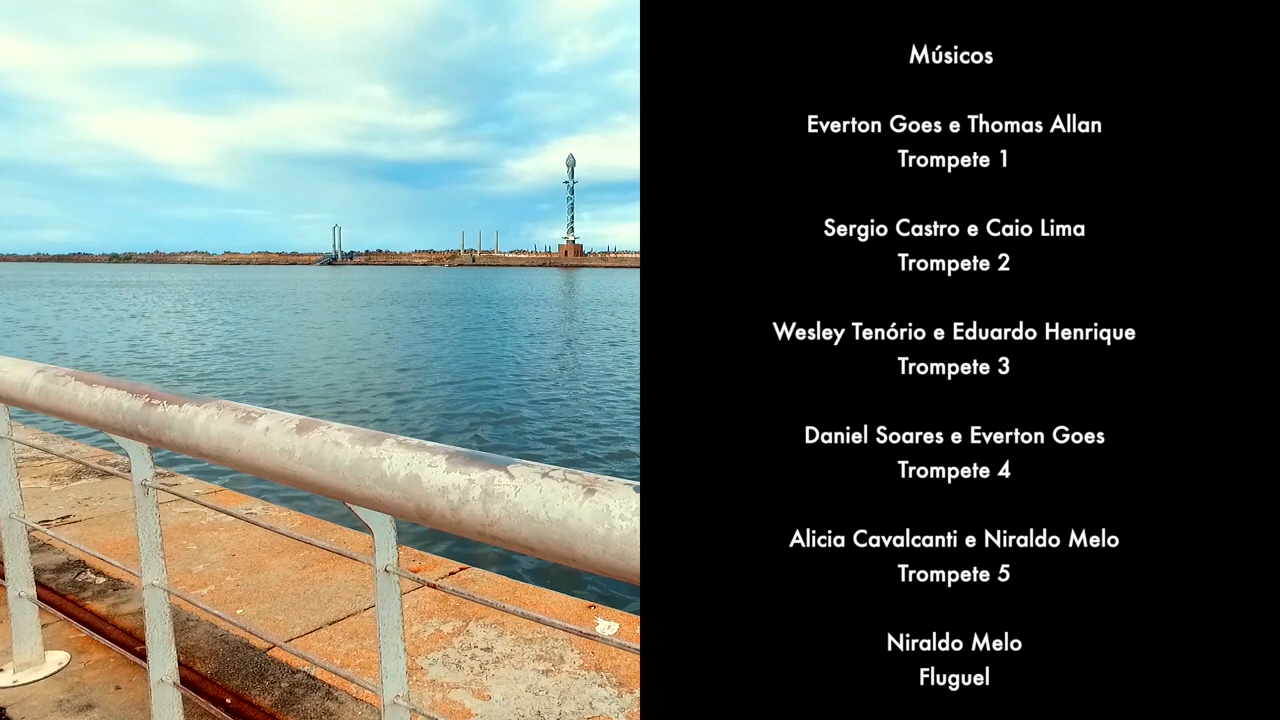 Músicos
Everton Goes e Thomas Allan
Trompete 1
Sergio Castro e Caio Lima
Trompete 2
Wesley Tenório e Eduardo Henrique
Trompete 3
Daniel Soares e Everton Goes
Trompete 4
Alicia Cavalcanti e Niraldo Melo
Trompete 5
Niraldo Melo
Fluguel